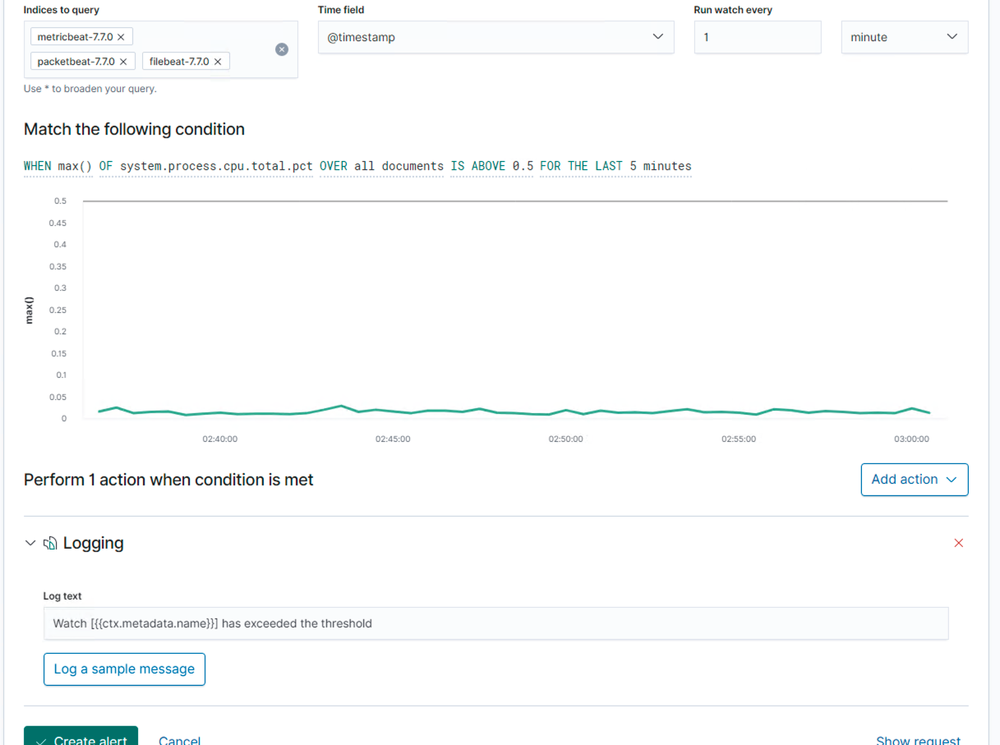 Indices to query
Time field
Run watch every
metricbeat-7.7.0
packetbeat-7.7.0 filebeat-7.7.0
@timestamp
1
minute
Use * to broaden your query.
Match the following condition
WHEN max() OF system.process.cpu.total.pct OVER all documents IS ABOVE 0.5 FOR THE LAST 5 minutes
0.5
0.45
0.4
0.35
0.3
0.25
0.2
0.15
0.1
0.05
0
max()
02:40:00 02:45:00 02:50:00 02:55:00 03:00:00
Perform 1 action when condition is met
Add action
Logging
Log text
Watch [{{ctx.metadata.name}}] has exceeded the threshold
Log a sample message
Create alert Cancel Show request